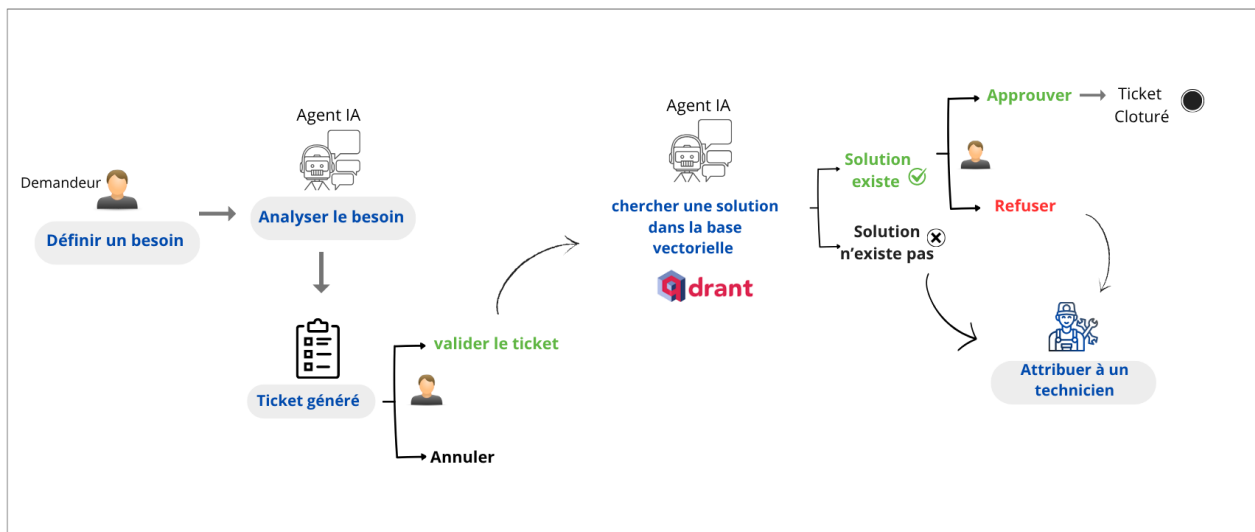 Demandeur
Définir un besoin
Agent IA
Analyser le besoin
Ticket généré
valider le ticket
Annuler
Agent IA
chercher une solution
dans la base
vectorielle
qdrant
Solution
existe
Solution
n’existe pas
Approuver
Ticket
Cloturé
Refuser
Attribuer à un
technicien